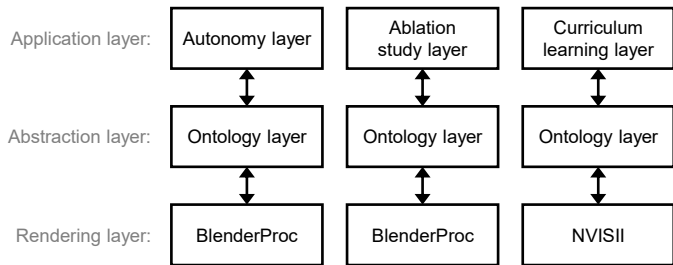 Application layer:
Autonomy layer
Ablation
study layer
Curriculum
learning layer
Abstraction layer:
Ontology layer
Ontology layer
Ontology layer
Rendering layer:
BlenderProc
BlenderProc
NVISII